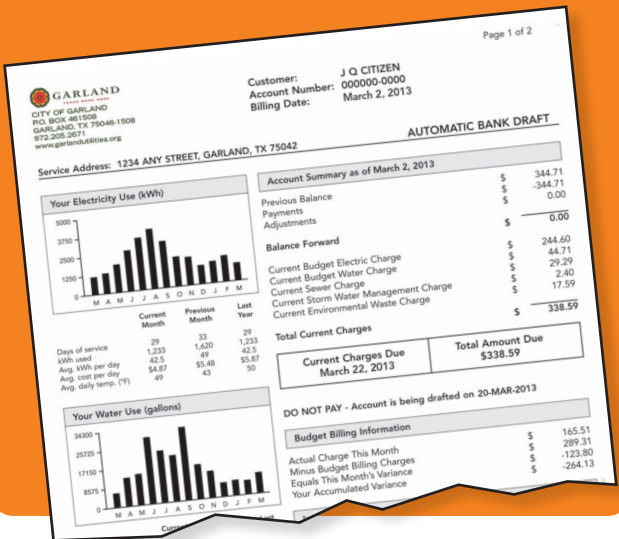 Page 1 of 2
GARLAND
TEXAS MADE HERE
CITY OF GARLAND
P.O. BOX 461508
GARLAND, TX 75046-1508
972.205.2671
www.garlandutilities.org
Customer: J Q CITIZEN
Account Number: 000000-0000
Billing Date: March 2, 2013
Service Address: 1234 ANY STREET, GARLAND, TX 75042
AUTOMATIC BANK DRAFT
Your Electricity Use (kWh)
5000
3750
2500
1250
0
M A M J J A S O N D J F M
Current Month Previous Month Last Year
Days of service 29 33 29
kWh used 1,233 1,620 1,233
Avg. kWh per day 42.5 49 42.5
Avg. cost per day $4.87 $5.48 $5.87
Avg. daily temp. (°F) 49 43 50
Your Water Use (gallons)
34300
25725
17150
8575
0
M A M J J A S O N D J F M
Account Summary as of March 2, 2013
Previous Balance $ 344.71
Payments $ -344.71
Adjustments $ 0.00
Balance Forward $ 0.00
Current Budget Electric Charge $ 244.60
Current Budget Water Charge $ 44.71
Current Sewer Charge $ 29.29
Current Storm Water Management Charge $ 2.40
Current Environmental Waste Charge $ 17.59
Total Current Charges $ 338.59
Current Charges Due Total Amount Due
March 22, 2013 $338.59
DO NOT PAY - Account is being drafted on 20-MAR-2013
Budget Billing Information
Actual Charge This Month $ 165.51
Minus Budget Billing Charges $ 289.31
Equals This Month's Variance $ -123.80
Your Accumulated Variance $ -264.13